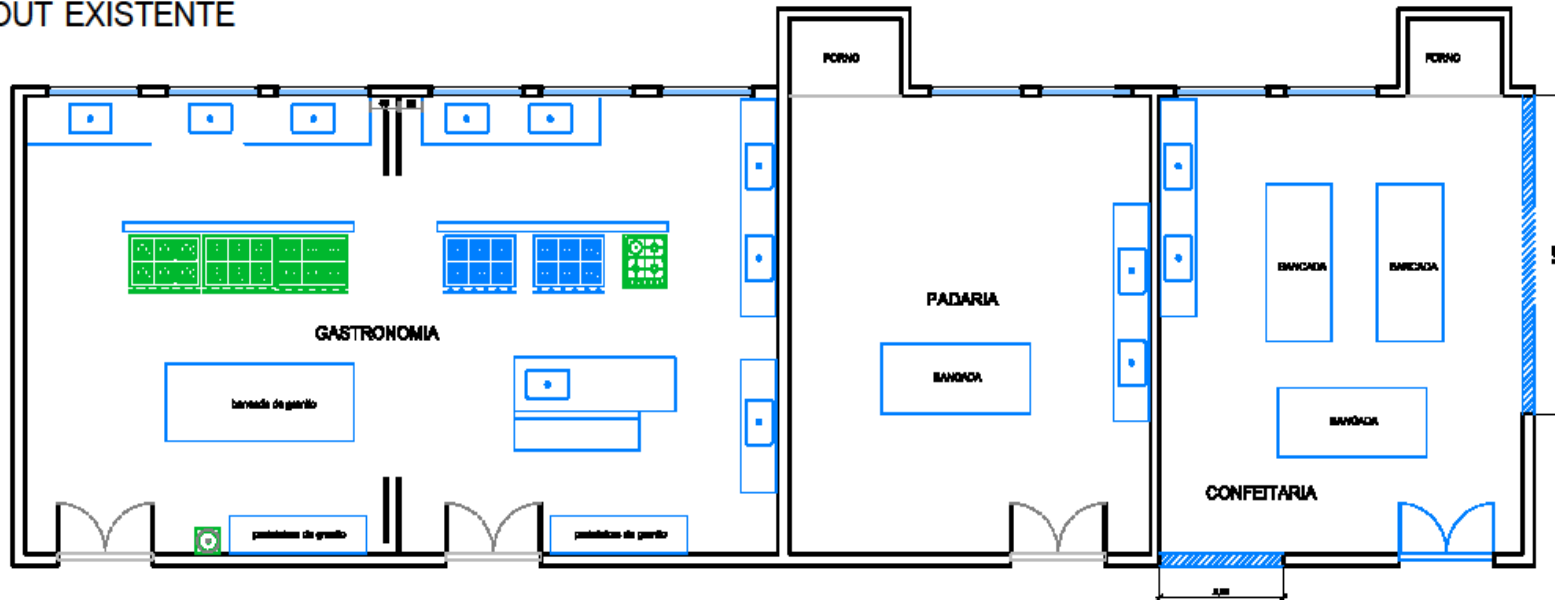 OUT EXISTENTE
FORNO
FORNO
BANCADA
BANCADA
PADARIA
GASTRONOMIA
BANCADA
bancada de granito
BANCADA
CONFEITARIA
prateleiras de granito
prateleiras de granito